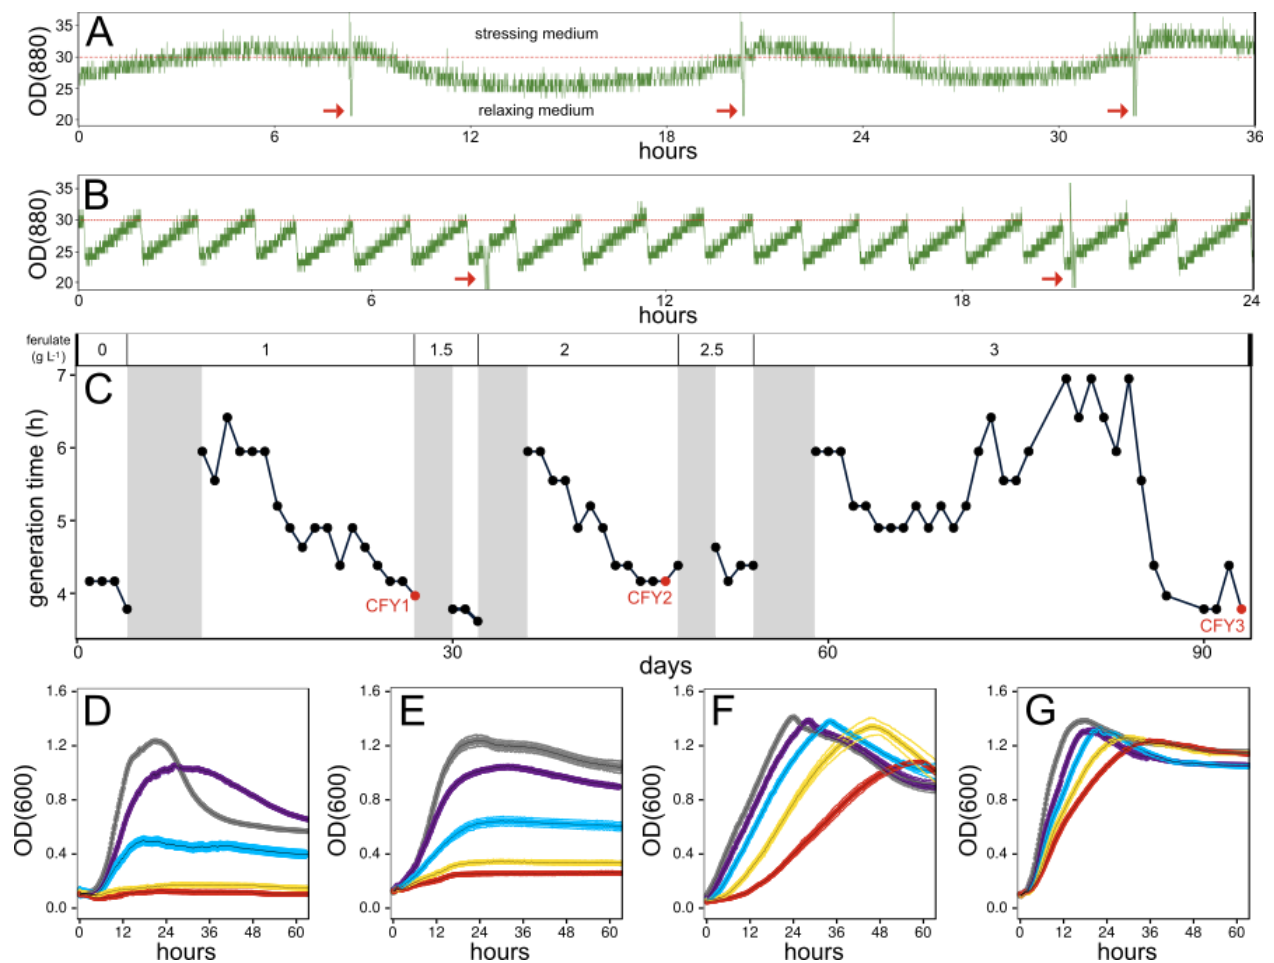 A
OD(880)
35
30
25
20
stressing medium
relaxing medium
0 6 12 18 24 30 36
hours
B
OD(880)
35
30
25
20
0 6 12 18 24
hours
ferulate
(g L-1)
0 1 1.5 2 2.5 3
C
generation time (h)
7
6
5
4
CFY1
CFY2
CFY3
0 30 60 90
days
D
OD(600)
1.6
1.2
0.8
0.4
0.0
0 12 24 36 48 60
hours
E
OD(600)
1.6
1.2
0.8
0.4
0.0
0 12 24 36 48 60
hours
F
OD(600)
1.6
1.2
0.8
0.4
0.0
0 12 24 36 48 60
hours
G
OD(600)
1.6
1.2
0.8
0.4
0.0
0 12 24 36 48 60
hours